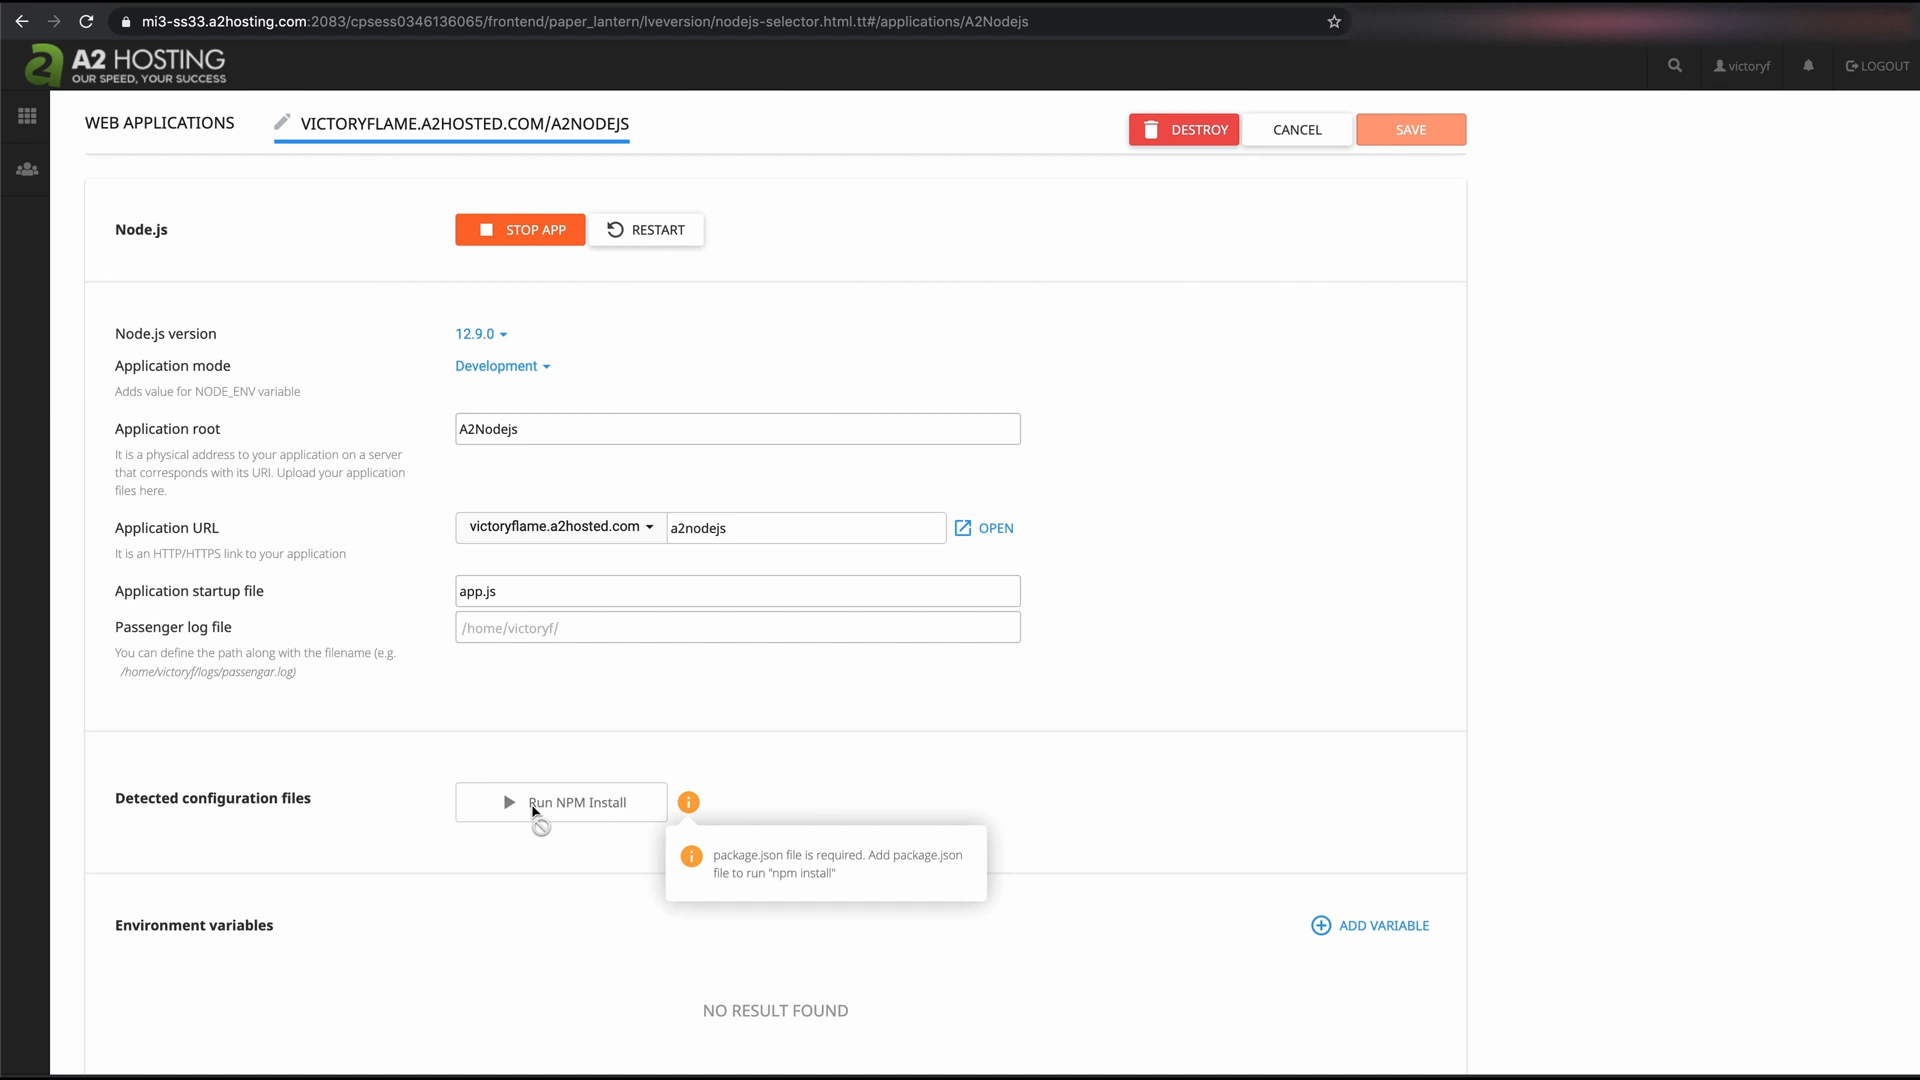 mi3-ss33.a2hosting.com:2083/cpsess0346136065/frontend/paper_lantern/lveversion/nodejs-selector.html.tt#/applications/A2Nodejs
A2 HOSTING
OUR SPEED, YOUR SUCCESS
victoryf
LOGOUT
WEB APPLICATIONS
VICTORYFLAME.A2HOSTED.COM/A2NODEJS
DESTROY
CANCEL
SAVE
Node.js
STOP APP
RESTART
Node.js version
12.9.0
Application mode
Development
Adds value for NODE_ENV variable
Application root
A2Nodejs
It is a physical address to your application on a server
that corresponds with its URI. Upload your application
files here.
Application URL
victoryflame.a2hosted.com
a2nodejs
OPEN
It is an HTTP/HTTPS link to your application
Application startup file
app.js
Passenger log file
/home/victoryf/
You can define the path along with the filename (e.g.
/home/victoryf/logs/passengar.log)
Detected configuration files
Run NPM Install
package.json file is required. Add package.json
file to run "npm install"
Environment variables
ADD VARIABLE
NO RESULT FOUND